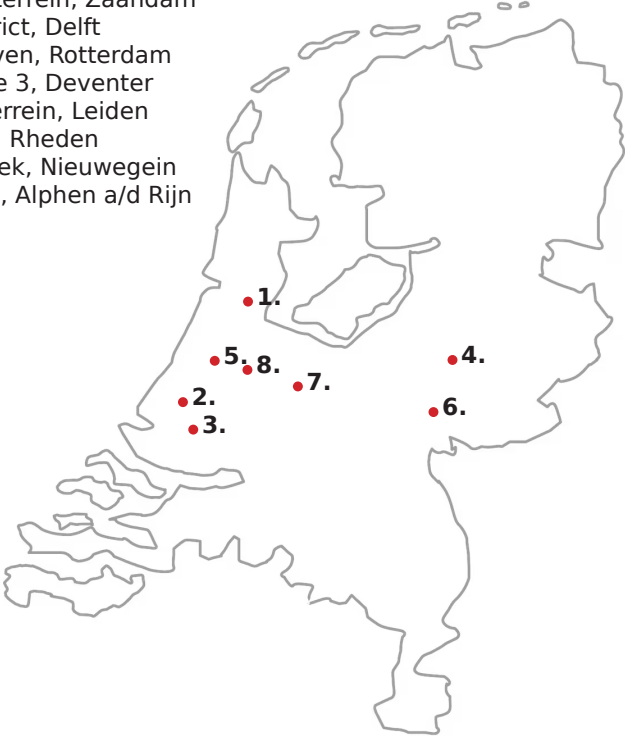 terrein, Zaandam
rict, Delft
ven, Rotterdam
e 3, Deventer
errein, Leiden
Rheden
ek, Nieuwegein
, Alphen a/d Rijn
1.
5.
8.
4.
7.
2.
6.
3.